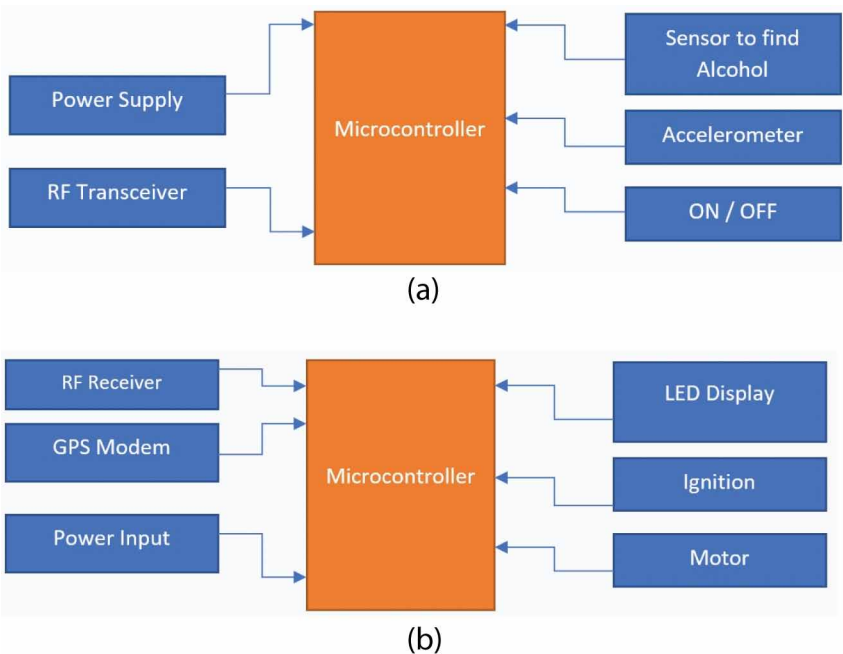 Power Supply
RF Transceiver
Microcontroller
Sensor to find
Alcohol
Accelerometer
ON / OFF
(a)
RF Receiver
GPS Modem
Power Input
Microcontroller
LED Display
Ignition
Motor
(b)